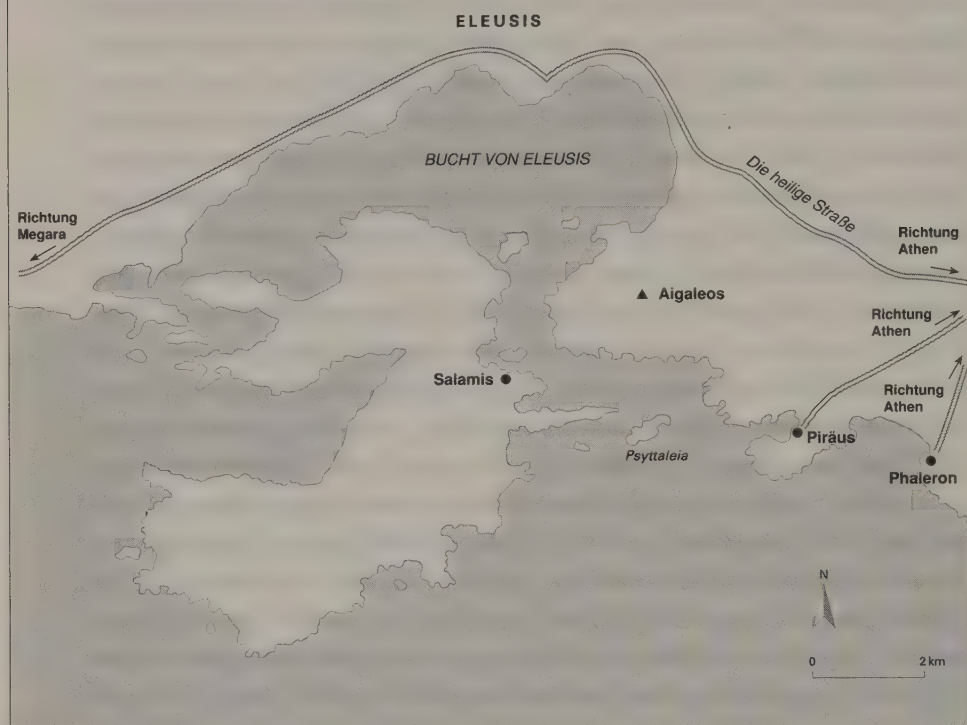 ELEUSIS
BUCHT VON ELEUSIS
Die heilige Straße
Richtung
Megara
Richtung
Athen
▲ Aigaleos
Richtung
Athen
Salamis
Richtung
Athen
Piräus
Psyttaleia
Phaleron
N
0 2 km